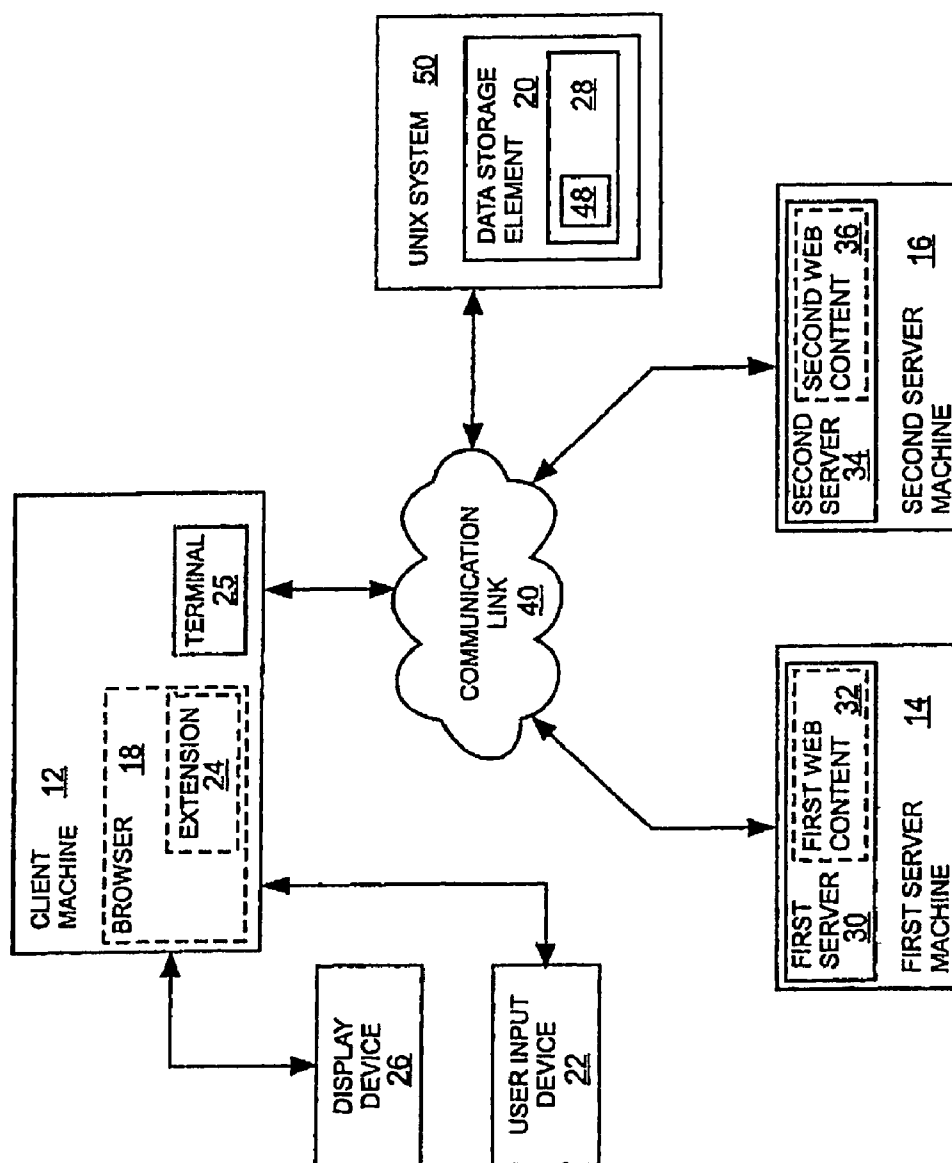 CLIENT
MACHINE 12
BROWSER 18
EXTENSION
24
TERMINAL
25
DISPLAY
DEVICE
26
USER INPUT
DEVICE
22
COMMUNICATION
LINK
40
UNIX SYSTEM 50
DATA STORAGE
ELEMENT 20
48
28
FIRST
SERVER
30
FIRST WEB
CONTENT 32
FIRST SERVER
MACHINE 14
SECOND
SERVER
34
SECOND WEB
CONTENT 36
SECOND SERVER
MACHINE 16